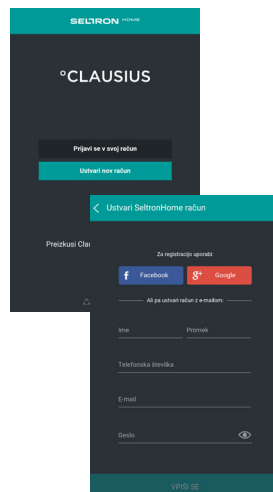 SELTRON HOME
°CLAUSIUS
Prijavi se v svoj račun
Ustvari nov račun
Preizkusi Clau
Ustvari SeltronHome račun
Za registracijo uporabi:
f Facebook
g+ Google
Ali pa ustvari račun z e-mailom:
Ime Priimek
Telefonska številka
E-mail
Geslo
VPIŠI SE